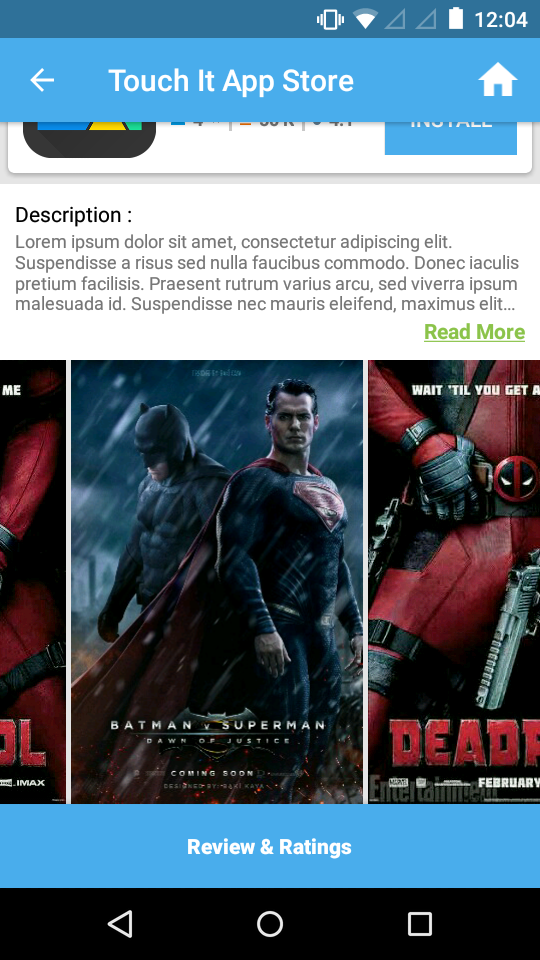 12:04
Touch It App Store
INSTALL
Description :
Lorem ipsum dolor sit amet, consectetur adipiscing elit.
Suspendisse a risus sed nulla faucibus commodo. Donec iaculis
pretium facilisis. Praesent rutrum varius arcu, sed viverra ipsum
malesuada id. Suspendisse nec mauris eleifend, maximus elit...
Read More
ME
OL
IMAX
BATMAN V SUPERMAN
DAWN OF JUSTICE
COMING SOON
WAIT 'TIL YOU GET A
DEADP
MARVEL
FEBRUARY
Entertainment
Review & Ratings